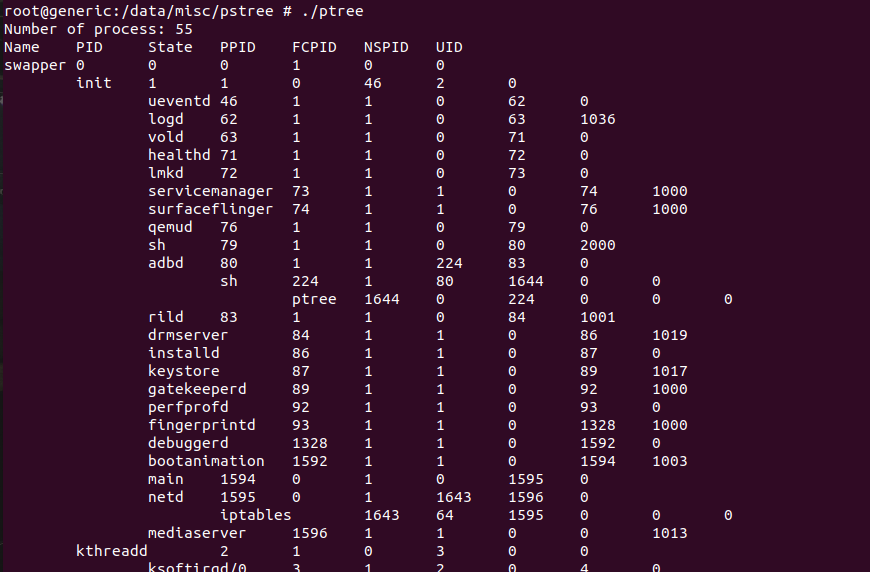 root@generic:/data/misc/pstree # ./ptree
Number of process: 55
Name    PID     State   PPID    FCPID   NSPID   UID
swapper 0       0       0       1       0       0
        init    1       1       0       46      2       0
                ueventd 46      1       1       0       62      0
                logd    62      1       1       0       63      1036
                vold    63      1       1       0       71      0
                healthd 71      1       1       0       72      0
                lmkd    72      1       1       0       73      0
                servicemanager  73      1       1       0       74      1000
                surfaceflinger  74      1       1       0       76      1000
                qemud   76      1       1       0       79      0
                sh      79      1       1       0       80      2000
                adbd    80      1       1       224     83      0
                        sh      224     1       80      1644    0       0
                                ptree   1644    0       224     0       0       0
                rild    83      1       1       0       84      1001
                drmserver       84      1       1       0       86      1019
                installd        86      1       1       0       87      0
                keystore        87      1       1       0       89      1017
                gatekeeperd     89      1       1       0       92      1000
                perfprofd       92      1       1       0       93      0
                fingerprintd    93      1       1       0       1328    1000
                debuggerd       1328    1       1       0       1592    0
                bootanimation   1592    1       1       0       1594    1003
                main    1594    0       1       0       1595    0
                netd    1595    0       1       1643    1596    0
                        iptables        1643    64      1595    0       0       0
                mediaserver     1596    1       1       0       0       1013
        kthreadd        2       1       0       3       0       0
                ksoftirqd/0     3       1       2       0       4       0